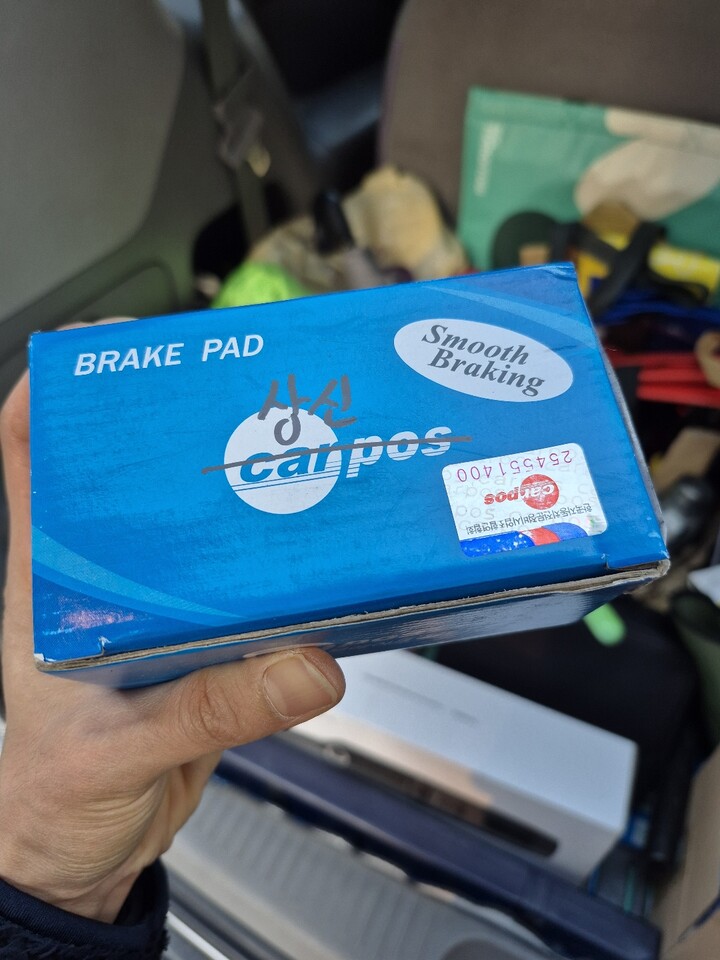 BRAKE PAD
Smooth
Braking
상신
carpos
254551400
carpos